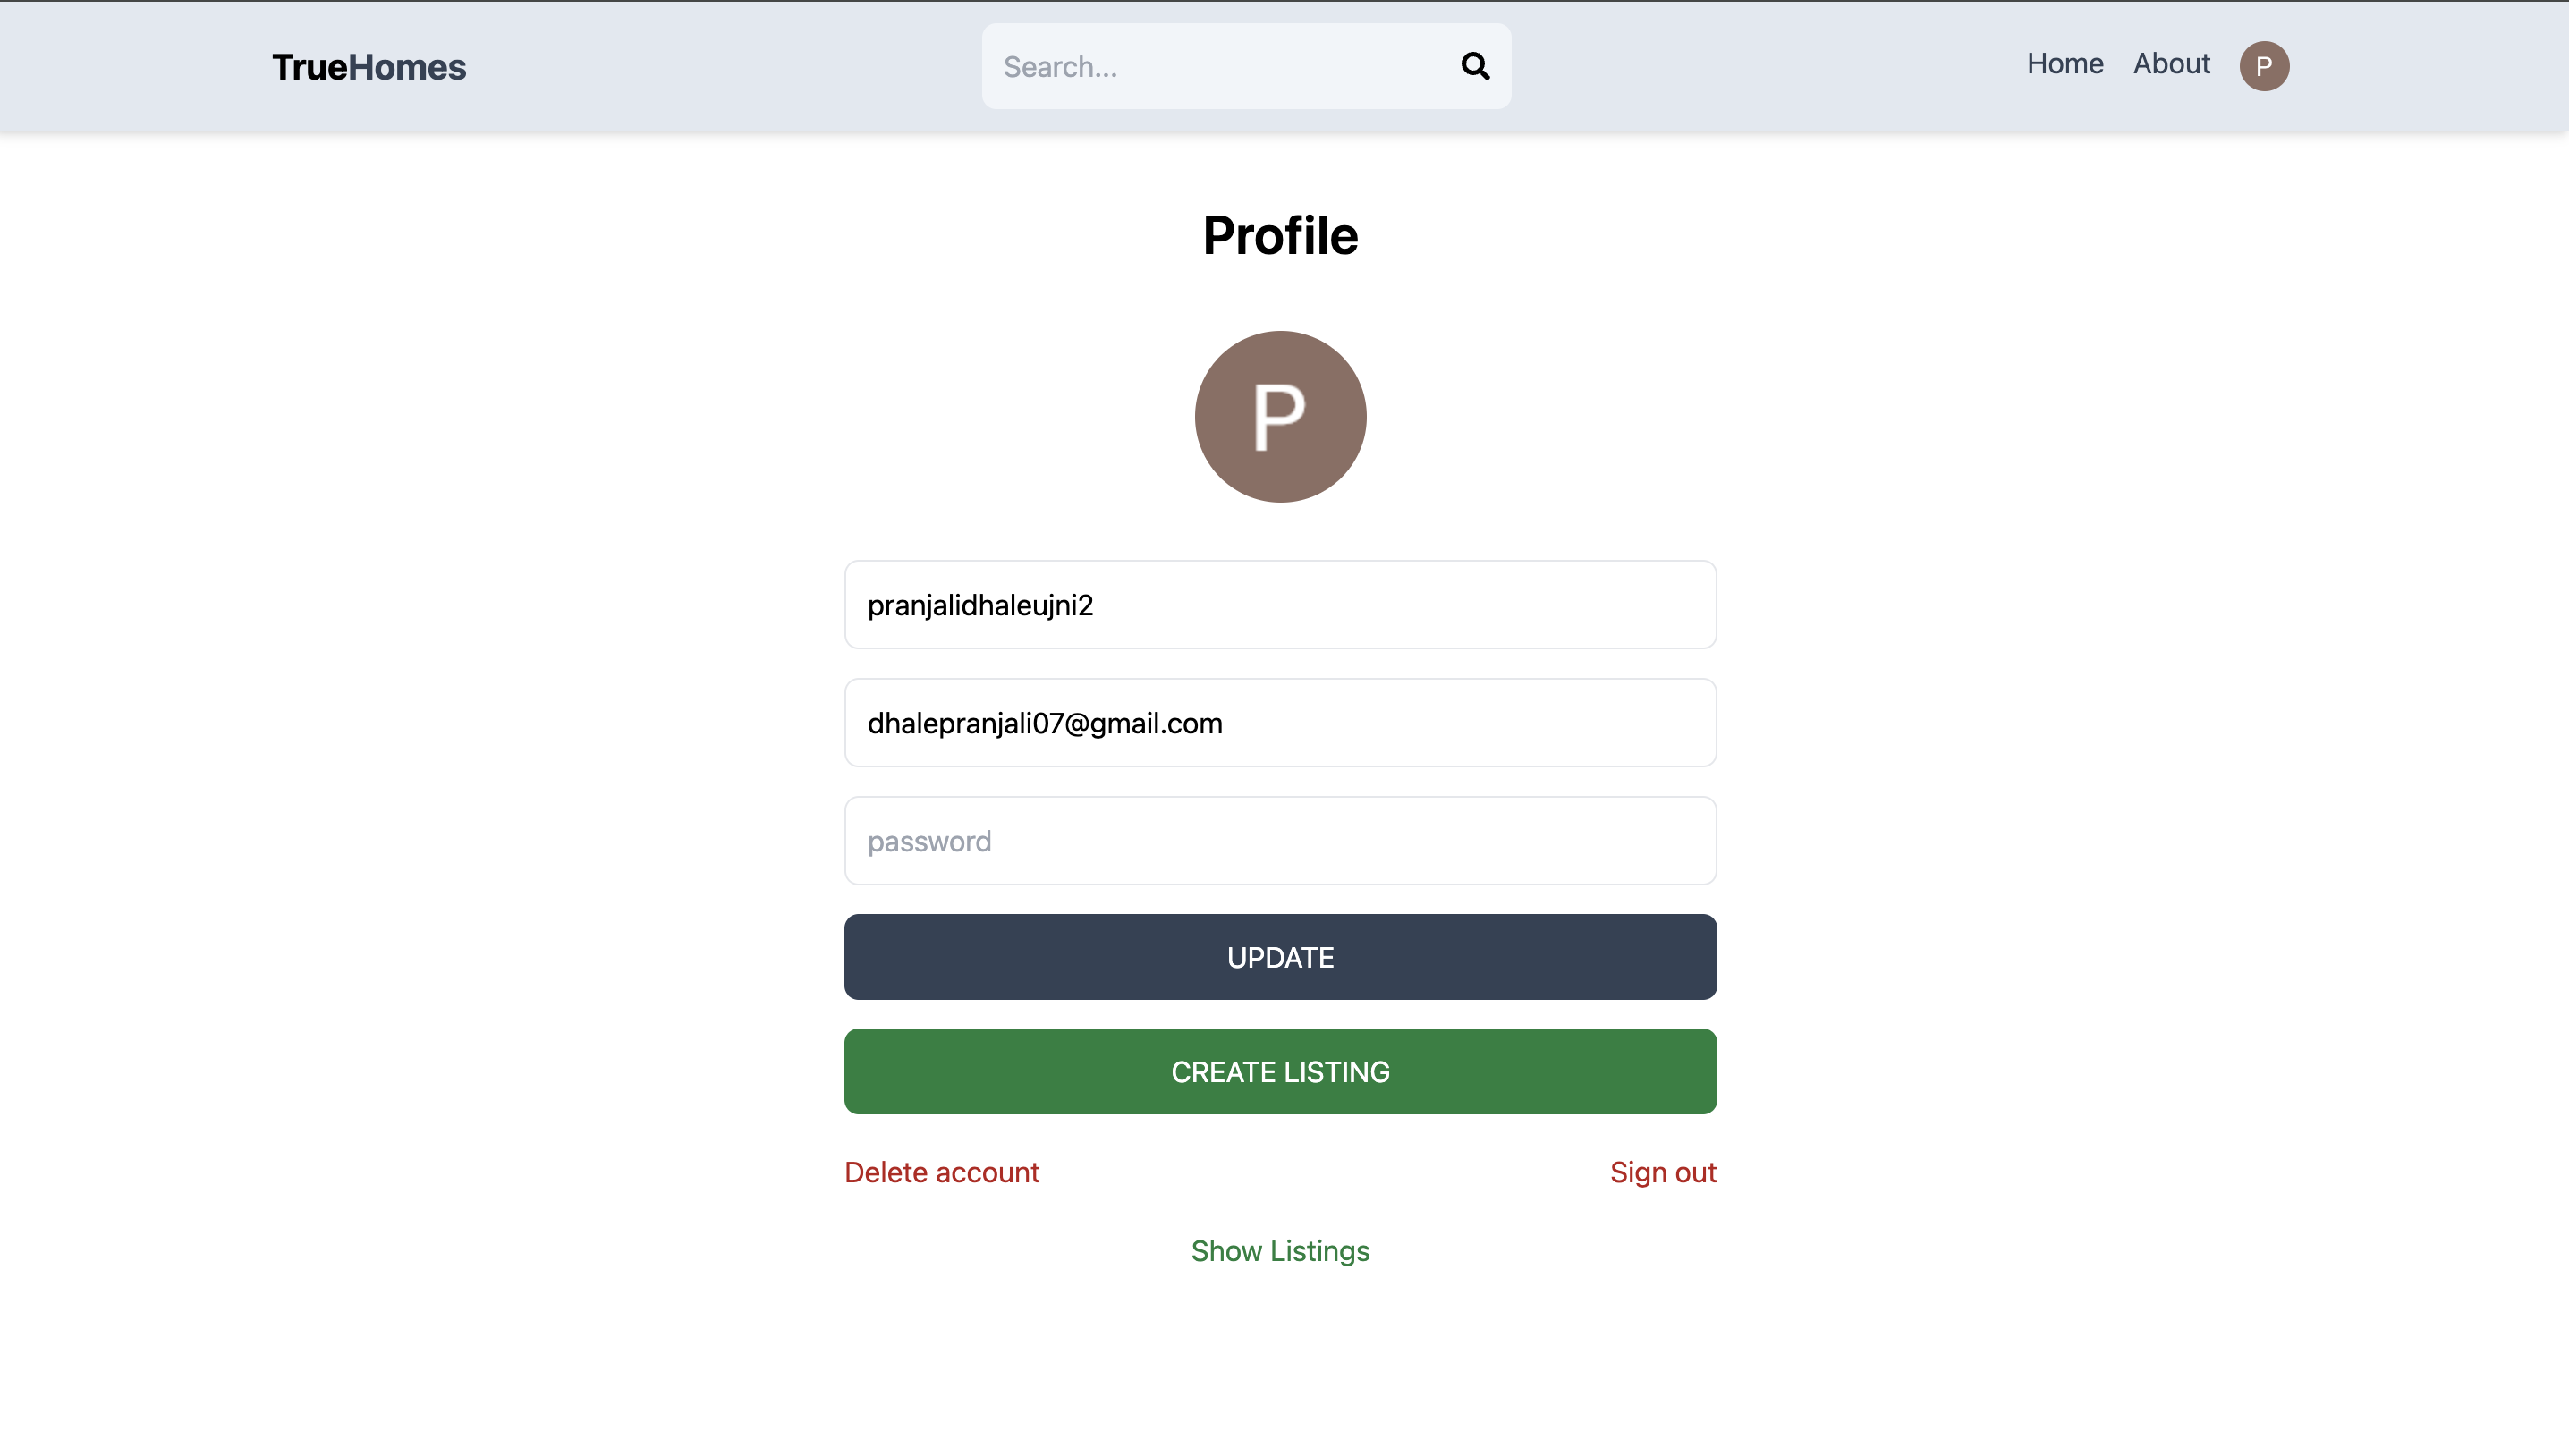 TrueHomes
Search...
Home About P
Profile
P
pranjalidhaleujni2
dhalepranjali07@gmail.com
password
UPDATE
CREATE LISTING
Delete account Sign out
Show Listings